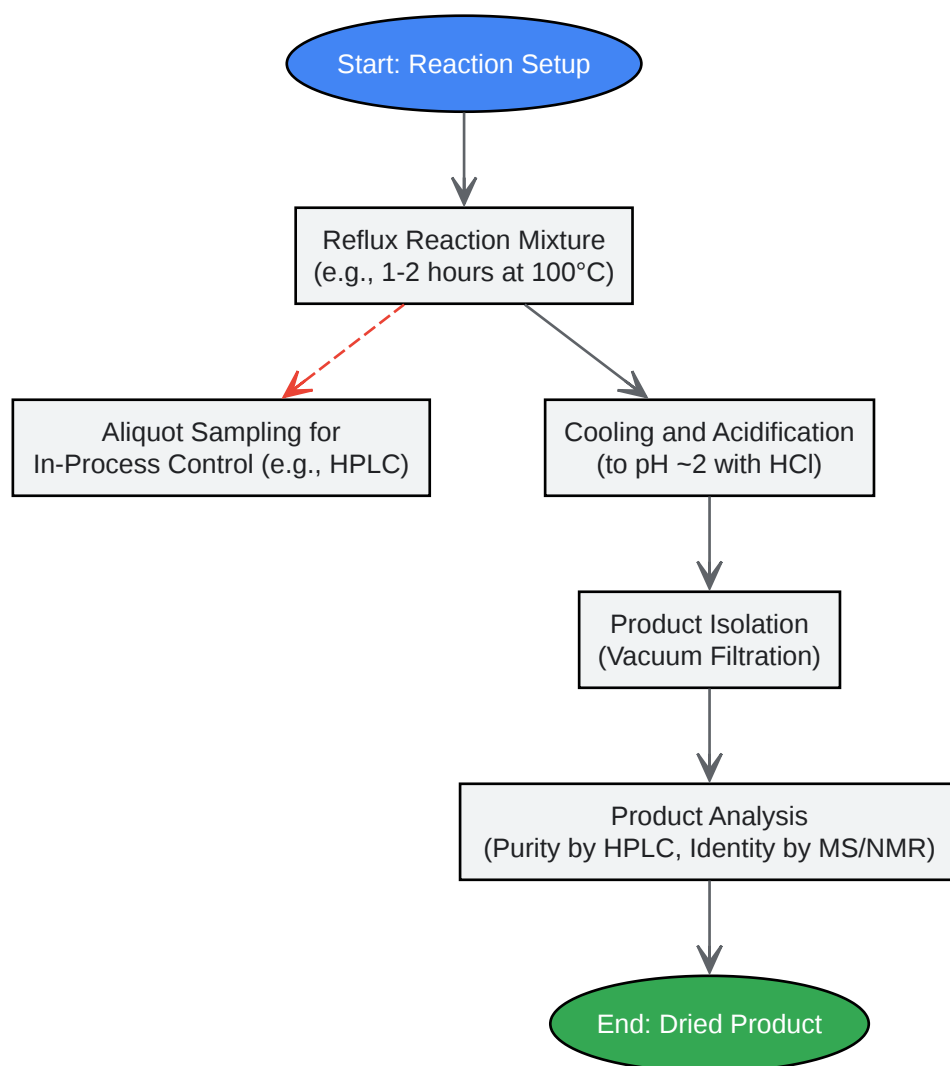 Start: Reaction Setup
Reflux Reaction Mixture
(e.g., 1-2 hours at 100°C)
Aliquot Sampling for
In-Process Control (e.g., HPLC)
Cooling and Acidification
(to pH ~2 with HCl)
Product Isolation
(Vacuum Filtration)
Product Analysis
(Purity by HPLC, Identity by MS/NMR)
End: Dried Product